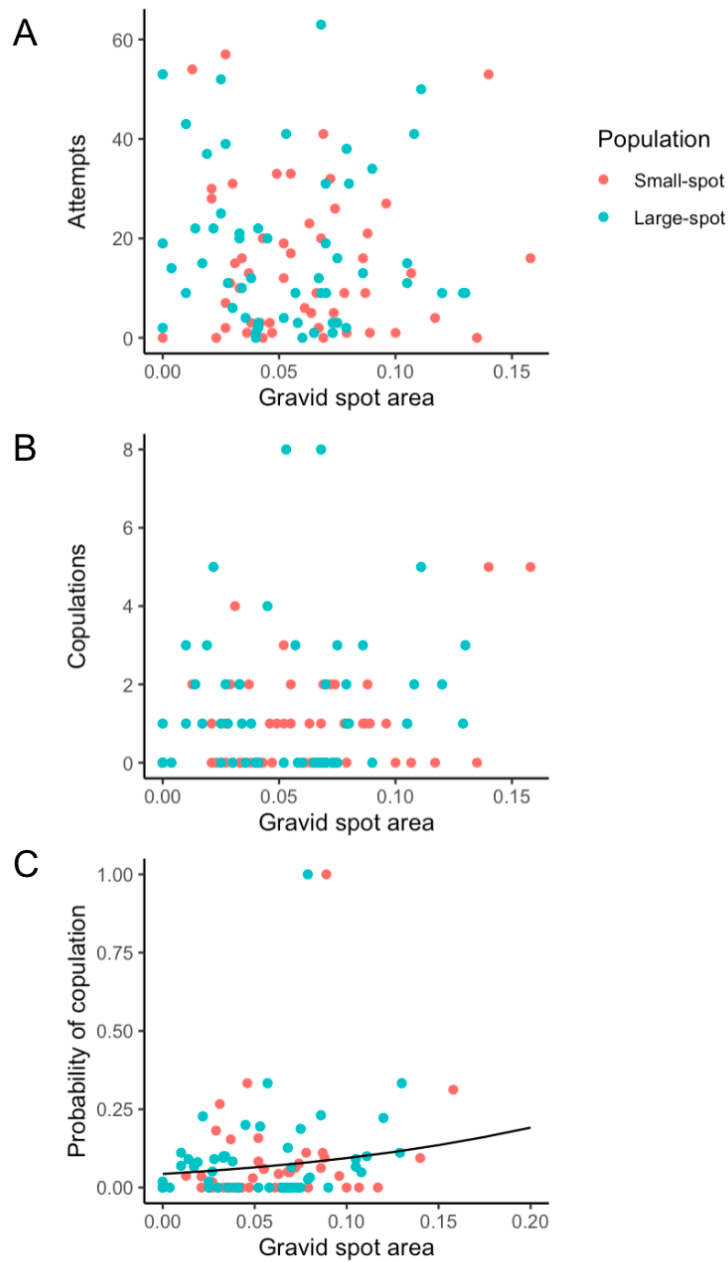 A
60
40
20
0
Attempts
0.00 0.05 0.10 0.15
Gravid spot area
Population
Small-spot
Large-spot
B
8
6
4
2
0
Copulations
0.00 0.05 0.10 0.15
Gravid spot area
C
1.00
0.75
0.50
0.25
0.00
Probability of copulation
0.00 0.05 0.10 0.15 0.20
Gravid spot area